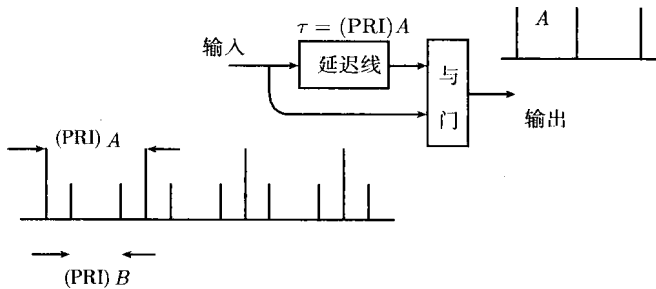 τ = (PRI)A
A
输入
延迟线
与门
输出
(PRI) A
(PRI) B